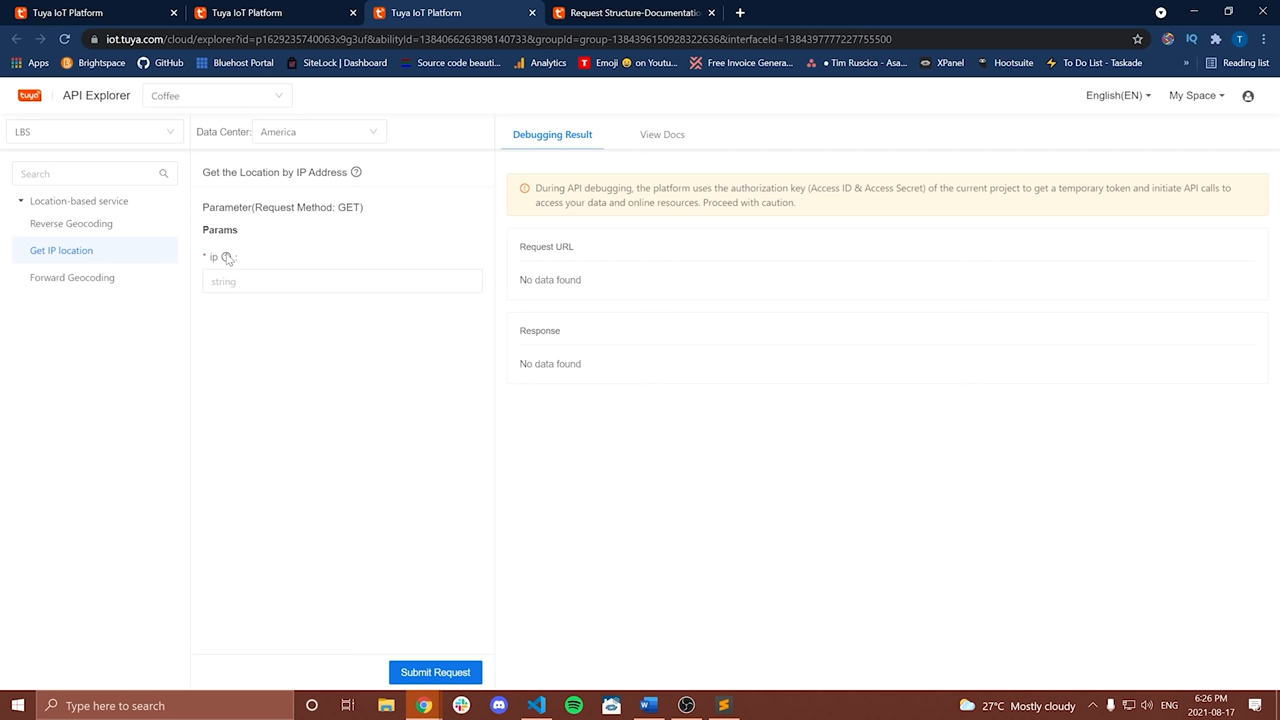 Tuya IoT Platform
Tuya IoT Platform
Tuya IoT Platform
Request Structure-Documentatio
iot.tuya.com/cloud/explorer?id=p1629235740063x9g3uf&abilityId=1384056263898140733&groupId=group-1384396150928322636&interfaceId=1384397777227755500
Apps
Brightspace
GitHub
Bluehost Portal
SiteLock | Dashboard
Source code beauti...
Analytics
Emoji 😀 on Youtu...
Free Invoice Genera...
● Tim Ruscica - Asa...
XPanel
Hootsuite
To Do List - Taskade
»
Reading list
tuya
API Explorer
Coffee
English(EN)
My Space
LBS
Data Center:
America
Debugging Result
View Docs
Search
Location-based service
Reverse Geocoding
Get IP location
Forward Geocoding
Get the Location by IP Address
Parameter(Request Method: GET)
Params
* ip :
string
Submit Request
During API debugging, the platform uses the authorization key (Access ID & Access Secret) of the current project to get a temporary token and initiate API calls to
access your data and online resources. Proceed with caution.
Request URL
No data found
Response
No data found
Type here to search
27°C Mostly cloudy
ENG
6:26 PM
2021-08-17